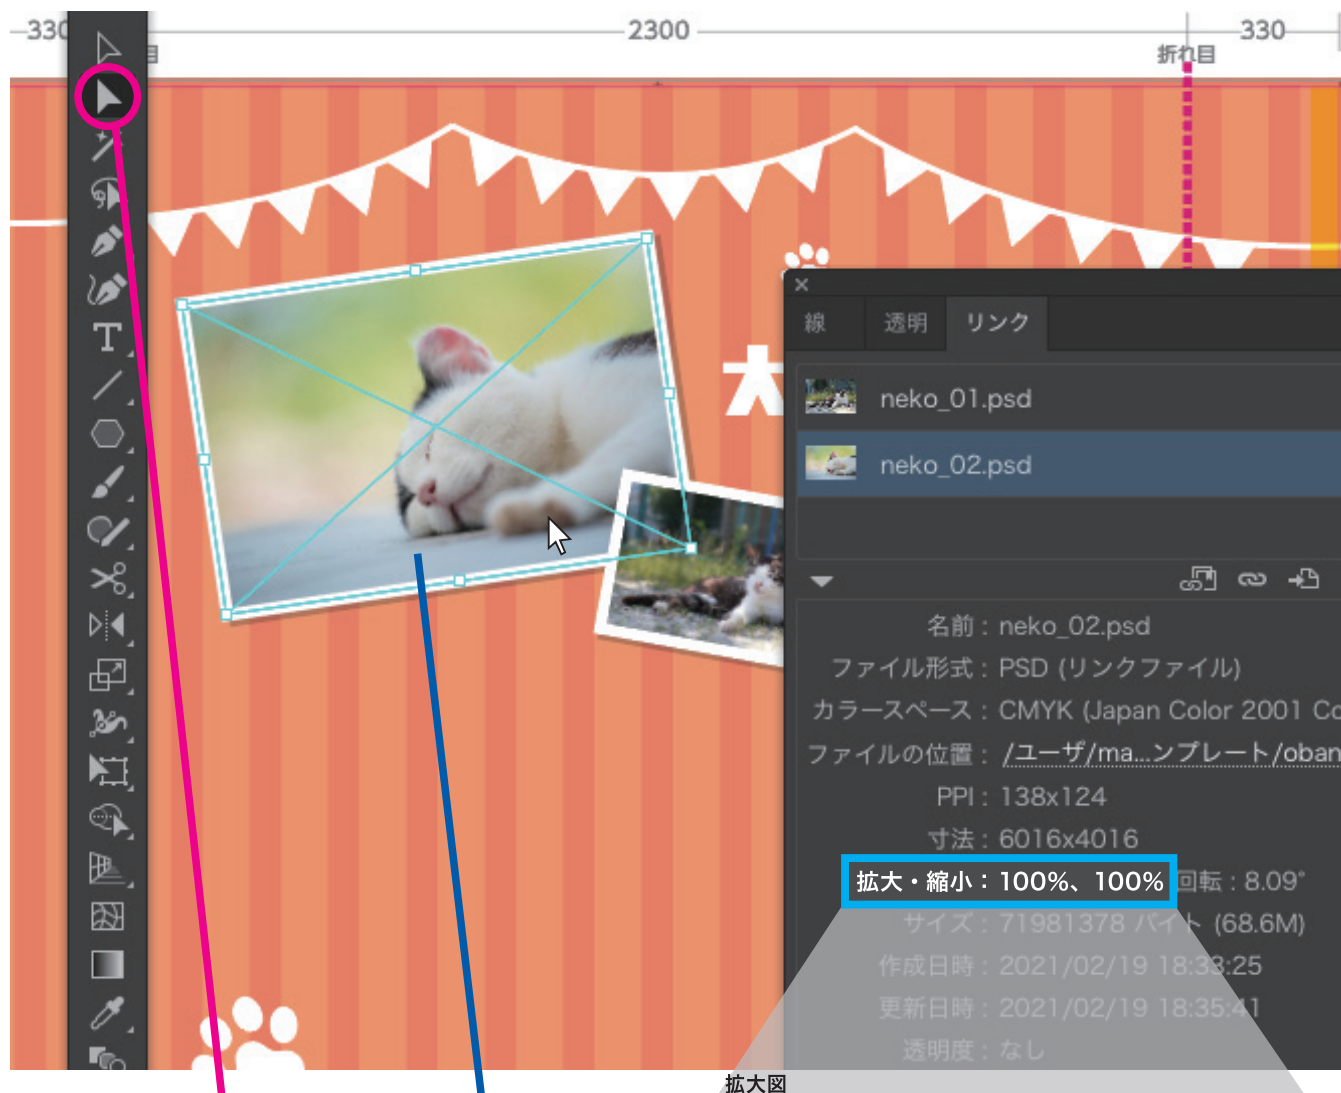 330
2300
330
折れ目
線
透明
リンク
neko_01.psd
neko_02.psd
名前：neko_02.psd
ファイル形式：PSD (リンクファイル)
カラースペース：CMYK (Japan Color 2001 Co
ファイルの位置：/ユーザ/ma...ンプレート/oban
PPI：138x124
寸法：6016x4016
拡大・縮小：100%、100% 回転：8.09°
サイズ：71981378 バイト (68.6M)
作成日時：2021/02/19 18:33:25
更新日時：2021/02/19 18:35:41
透明度：なし
拡大図